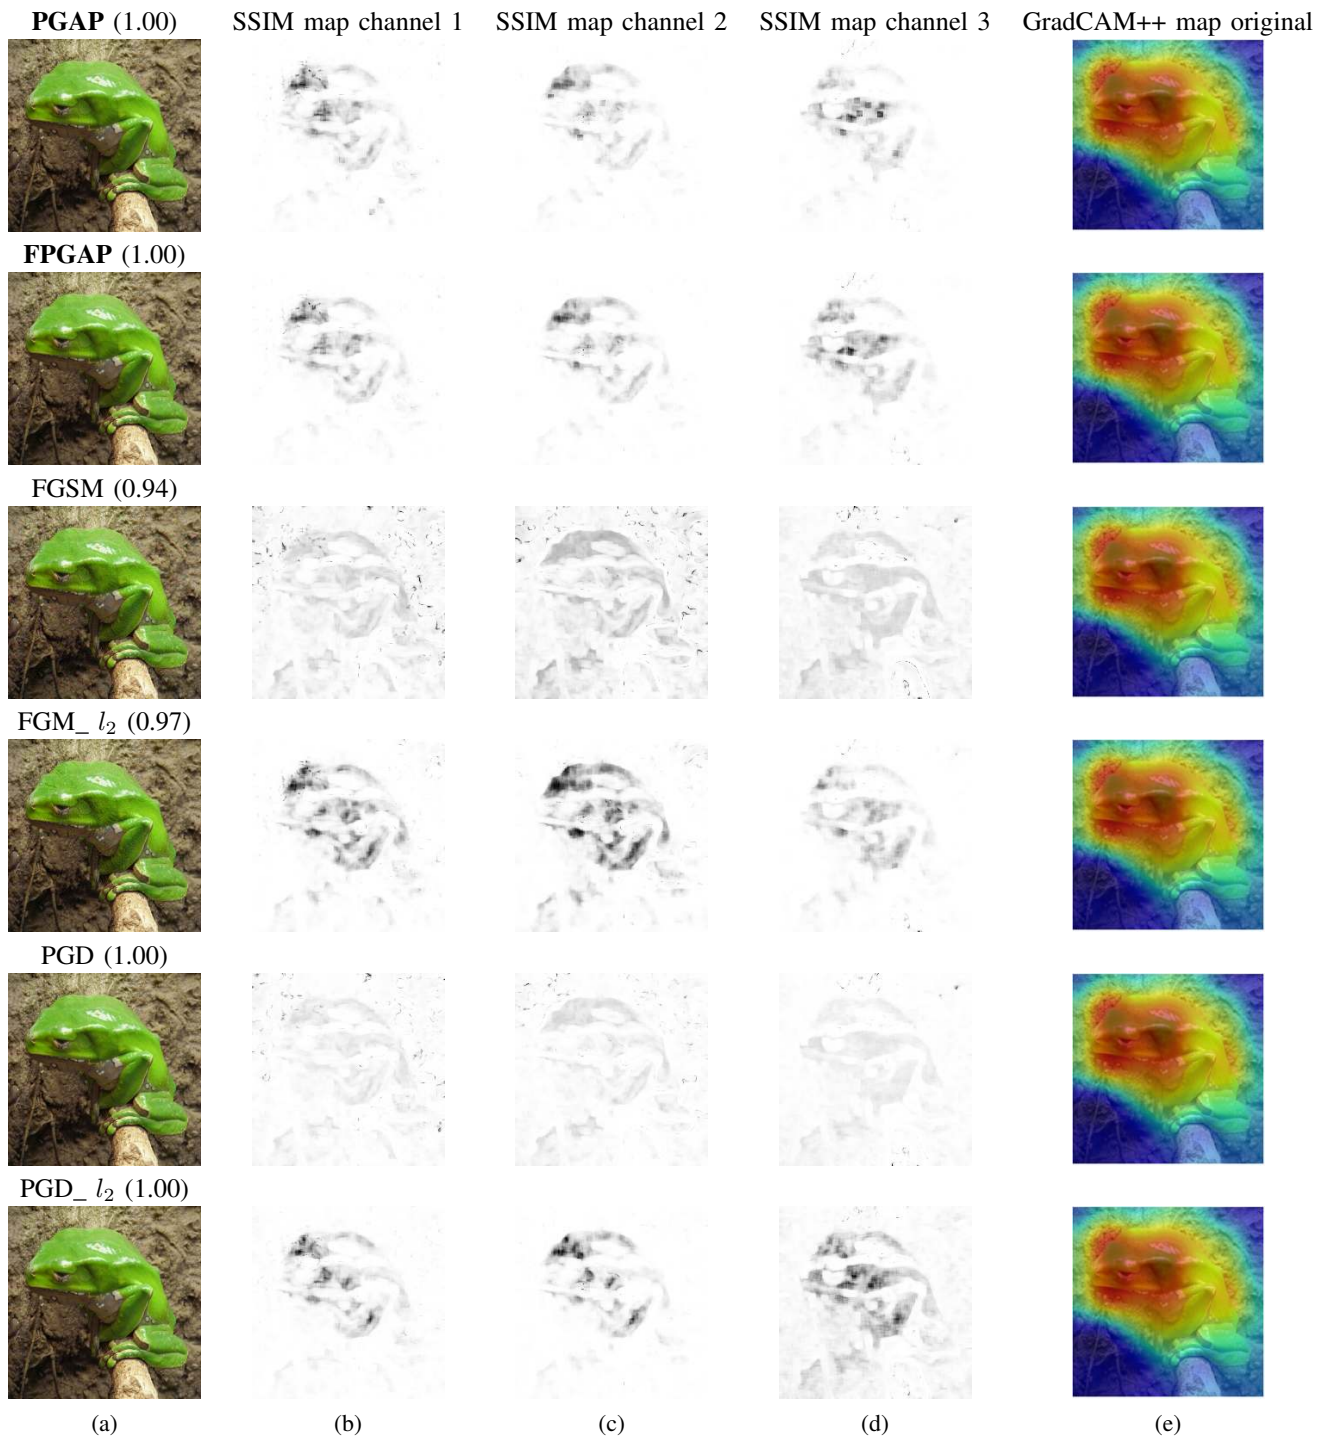 PGAP (1.00) SSIM map channel 1 SSIM map channel 2 SSIM map channel 3 GradCAM++ map original
FPGAP (1.00)
FGSM (0.94)
FGM_ l₂ (0.97)
PGD (1.00)
PGD_ l₂ (1.00)
(a) (b) (c) (d) (e)